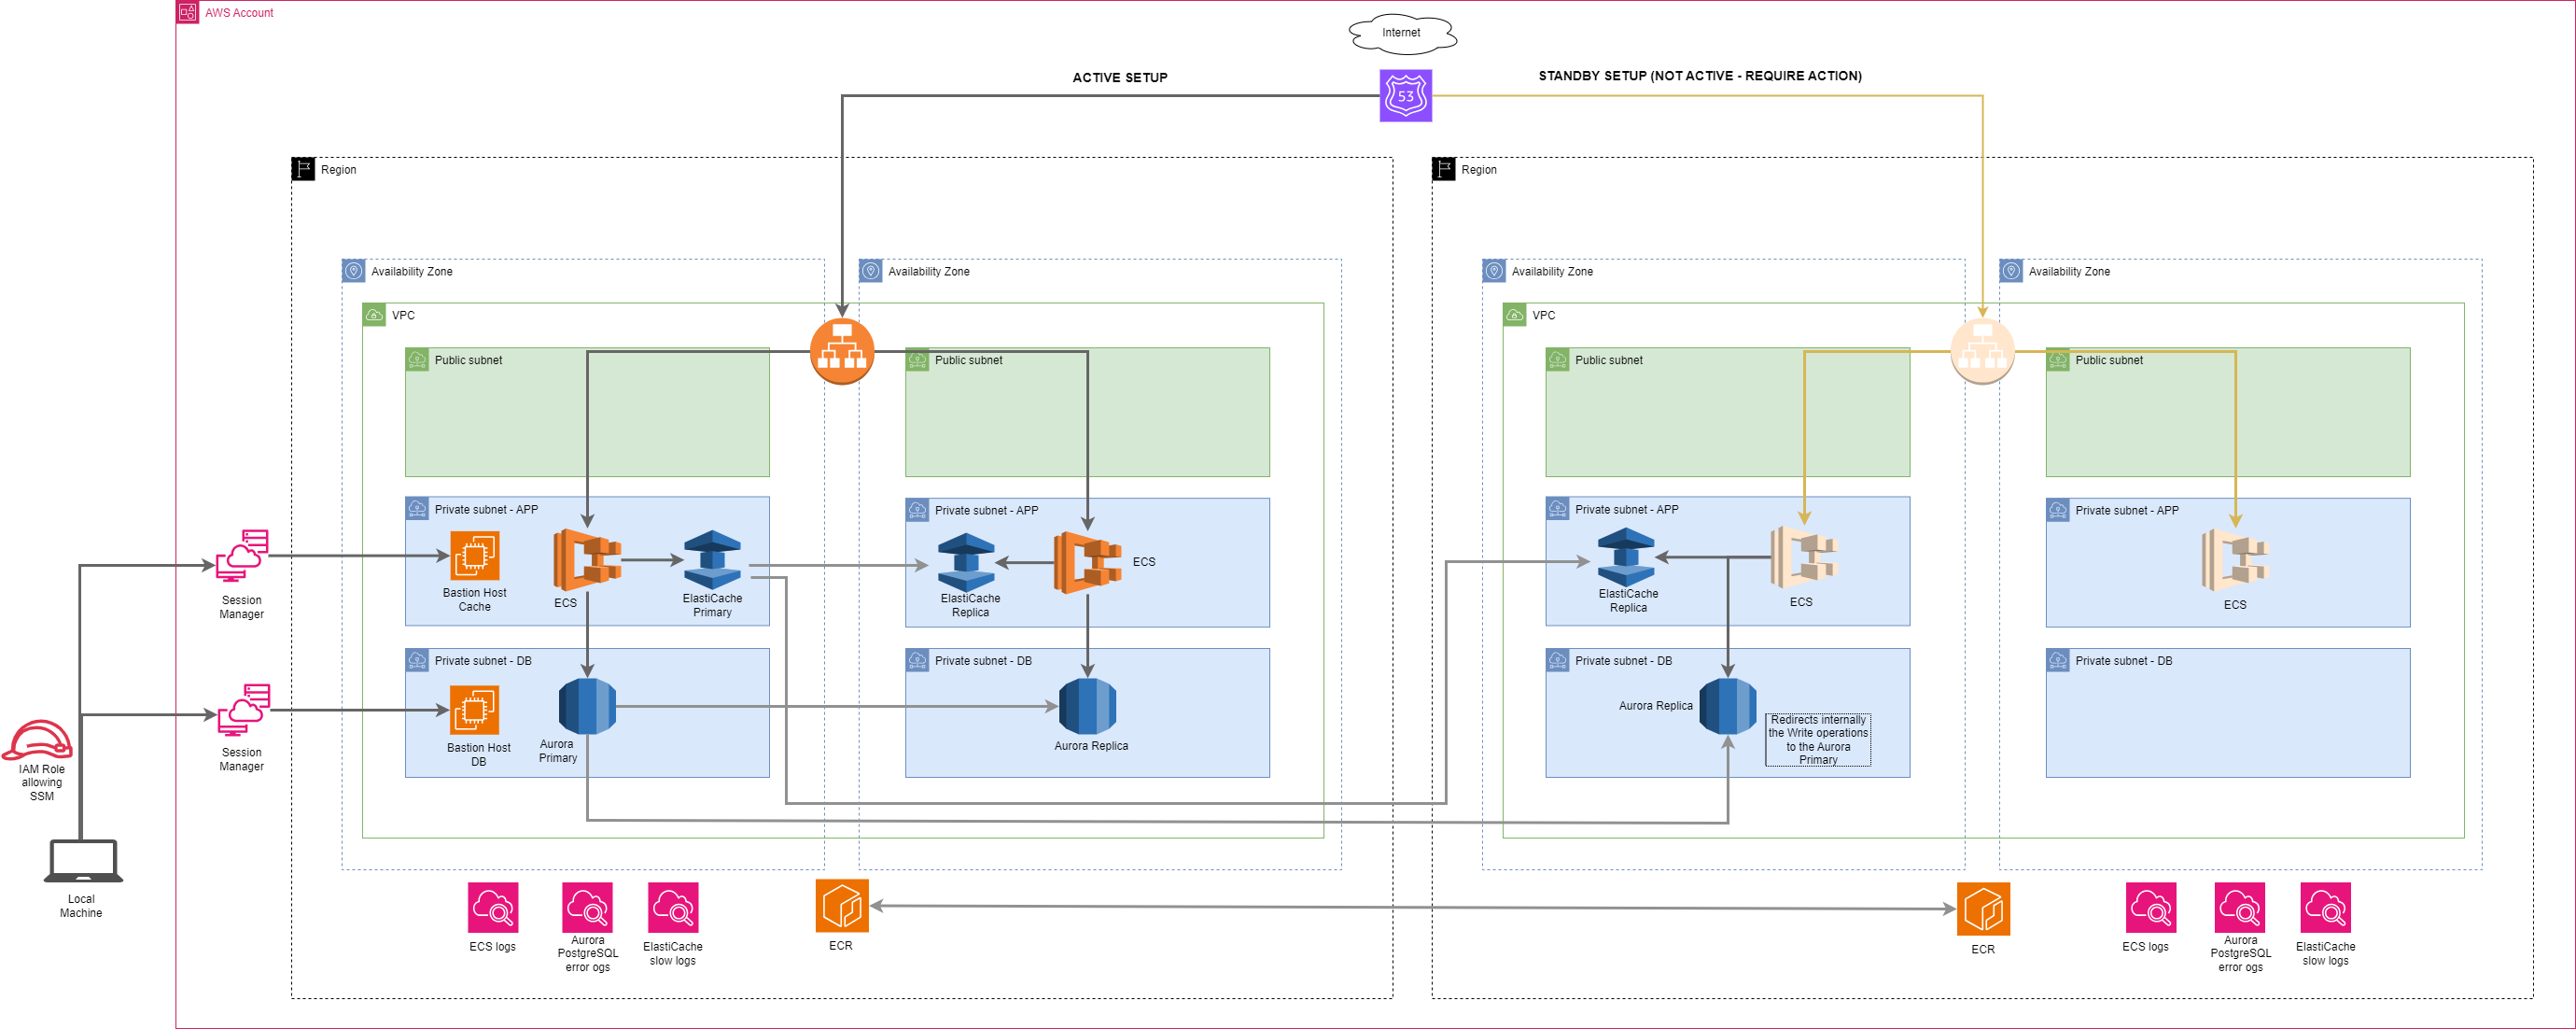 AWS Account
Internet
ACTIVE SETUP
STANDBY SETUP (NOT ACTIVE - REQUIRE ACTION)
53
Region
Region
Availability Zone
Availability Zone
Availability Zone
Availability Zone
VPC
VPC
Public subnet
Public subnet
Public subnet
Public subnet
Private subnet - APP
Private subnet - APP
Private subnet - APP
Private subnet - APP
Session
Manager
Bastion Host
Cache
ECS
ElastiCache
Primary
ElastiCache
Replica
ECS
ElastiCache
Replica
ECS
ECS
Private subnet - DB
Private subnet - DB
Private subnet - DB
Private subnet - DB
Session
Manager
Bastion Host
DB
Aurora
Primary
Aurora Replica
Aurora Replica
Redirects internally
the Write operations
to the Aurora
Primary
IAM Role
allowing
SSM
Local
Machine
ECS logs
Aurora
PostgreSQL
error ogs
ElastiCache
slow logs
ECR
ECR
ECS logs
Aurora
PostgreSQL
error ogs
ElastiCache
slow logs